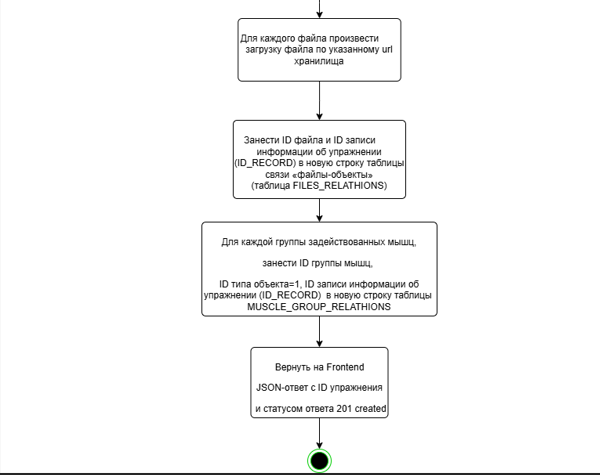 Для каждого файла произвести
загрузку файла по указанному url
хранилища
Занести ID файла и ID записи
информации об упражнении
(ID_RECORD) в новую строку таблицы
связи «файлы-объекты»
(таблица FILES_RELATHIONS)
Для каждой группы задействованных мышц,
занести ID группы мышц,
ID типа объекта=1, ID записи информации об
упражнении (ID_RECORD) в новую строку таблицы
MUSCLE_GROUP_RELATHIONS
Вернуть на Frontend
JSON-ответ с ID упражнения
и статусом ответа 201 created